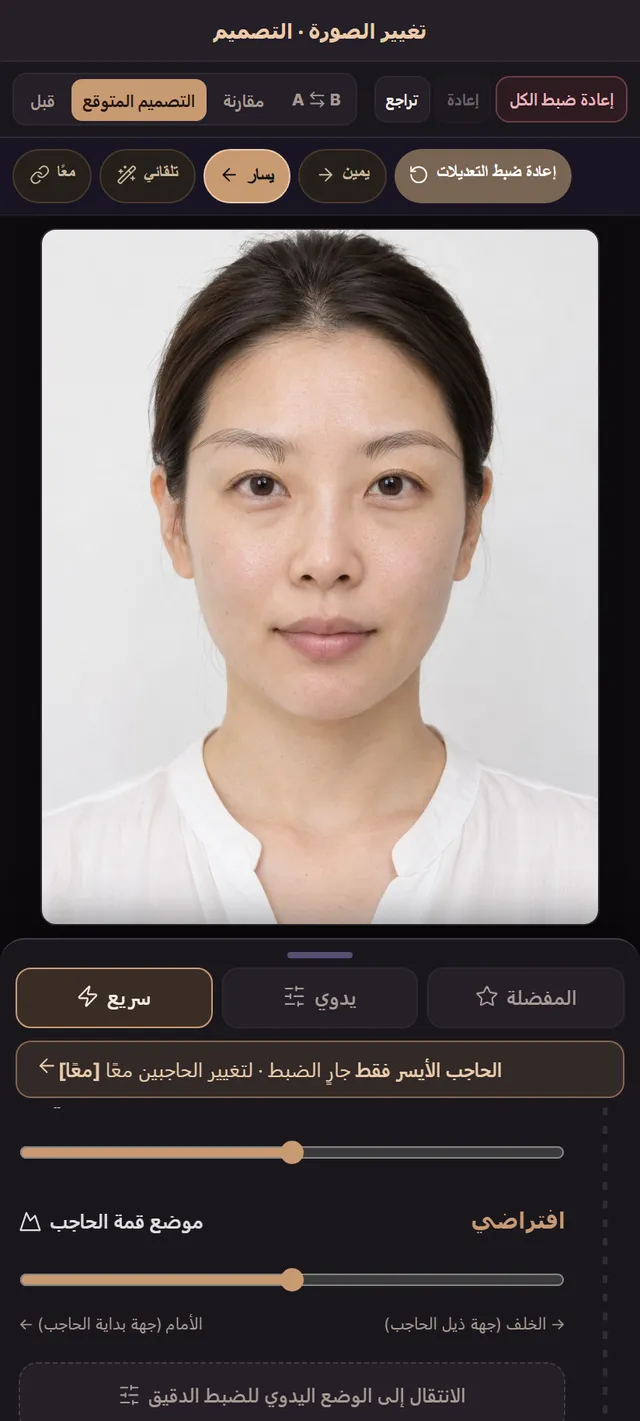 تغيير الصورة · التصميم
إعادة ضبط الكل
إعادة
تراجع
A ⇆ B
مقارنة
التصميم المتوقع
قبل
إعادة ضبط التعديلات
يمين →
يسار ←
تلقائي
معًا
المفضلة
يدوي
سريع
الحاجب الأيسر فقط جارٍ الضبط · لتغيير الحاجبين معًا [معًا] ←
افتراضي
موضع قمة الحاجب
→ الخلف (جهة ذيل الحاجب)
الأمام (جهة بداية الحاجب) ←
الانتقال إلى الوضع اليدوي للضبط الدقيق